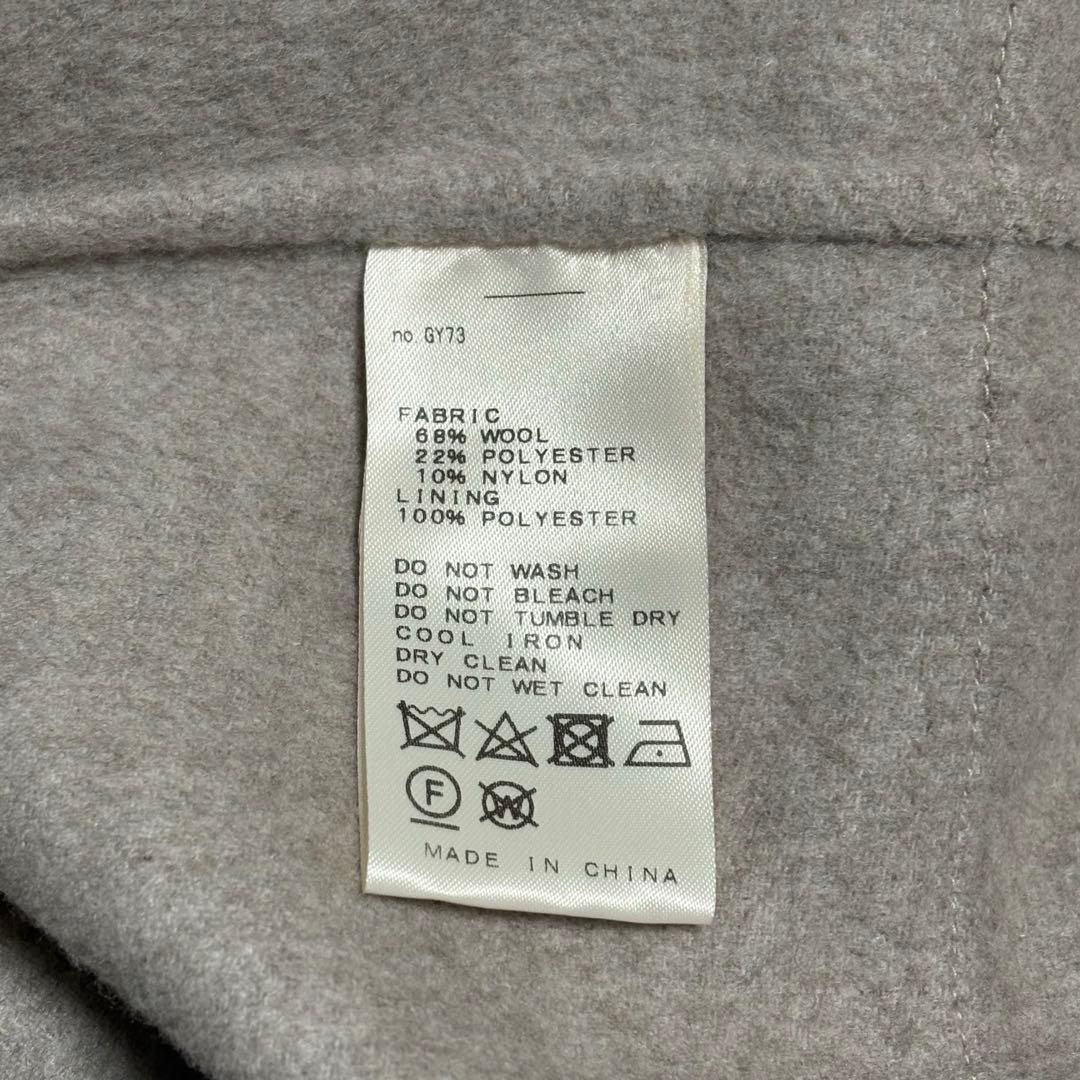 no GY73
FABRIC
68% WOOL
22% POLYESTER
10% NYLON
LINING
100% POLYESTER
DO NOT WASH
DO NOT BLEACH
DO NOT TUMBLE DRY
COOL IRON
DRY CLEAN
DO NOT WET CLEAN
F W
MADE IN CHINA